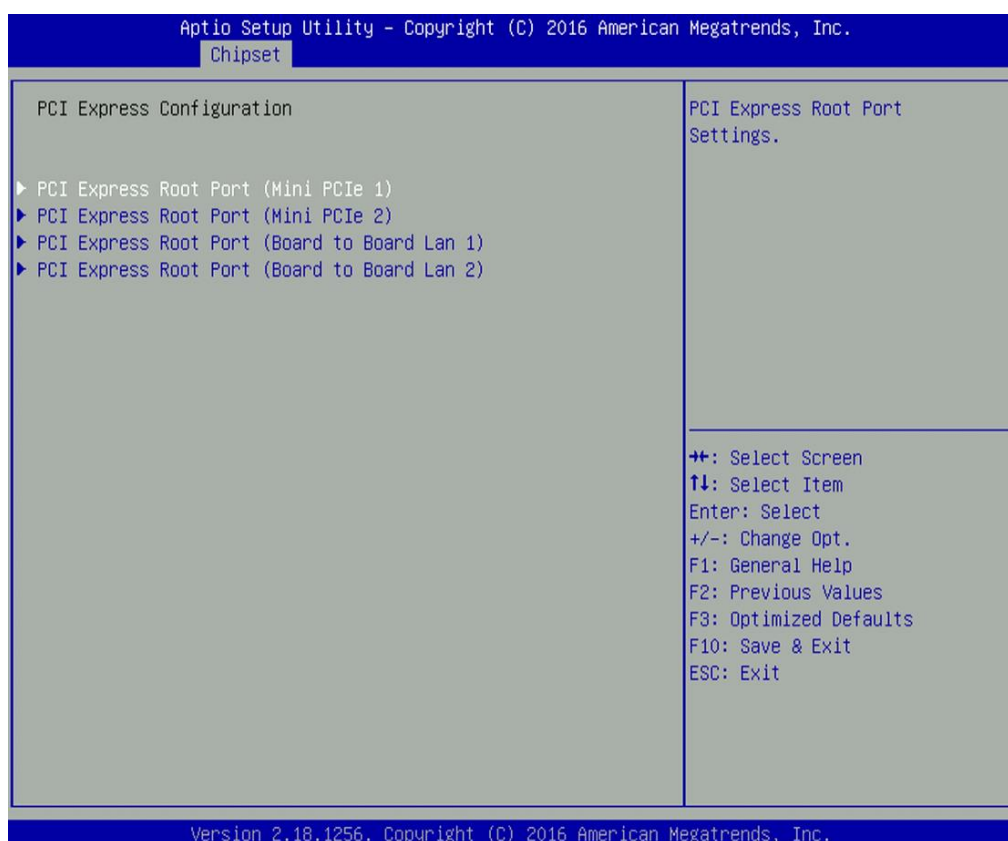 Aptio Setup Utility – Copyright (C) 2016 American Megatrends, Inc.
Chipset
PCI Express Configuration
▶ PCI Express Root Port (Mini PCIe 1)
▶ PCI Express Root Port (Mini PCIe 2)
▶ PCI Express Root Port (Board to Board Lan 1)
▶ PCI Express Root Port (Board to Board Lan 2)
PCI Express Root Port
Settings.
→←: Select Screen
↑↓: Select Item
Enter: Select
+/-: Change Opt.
F1: General Help
F2: Previous Values
F3: Optimized Defaults
F10: Save & Exit
ESC: Exit
Version 2.18.1256. Copyright (C) 2016 American Megatrends, Inc.